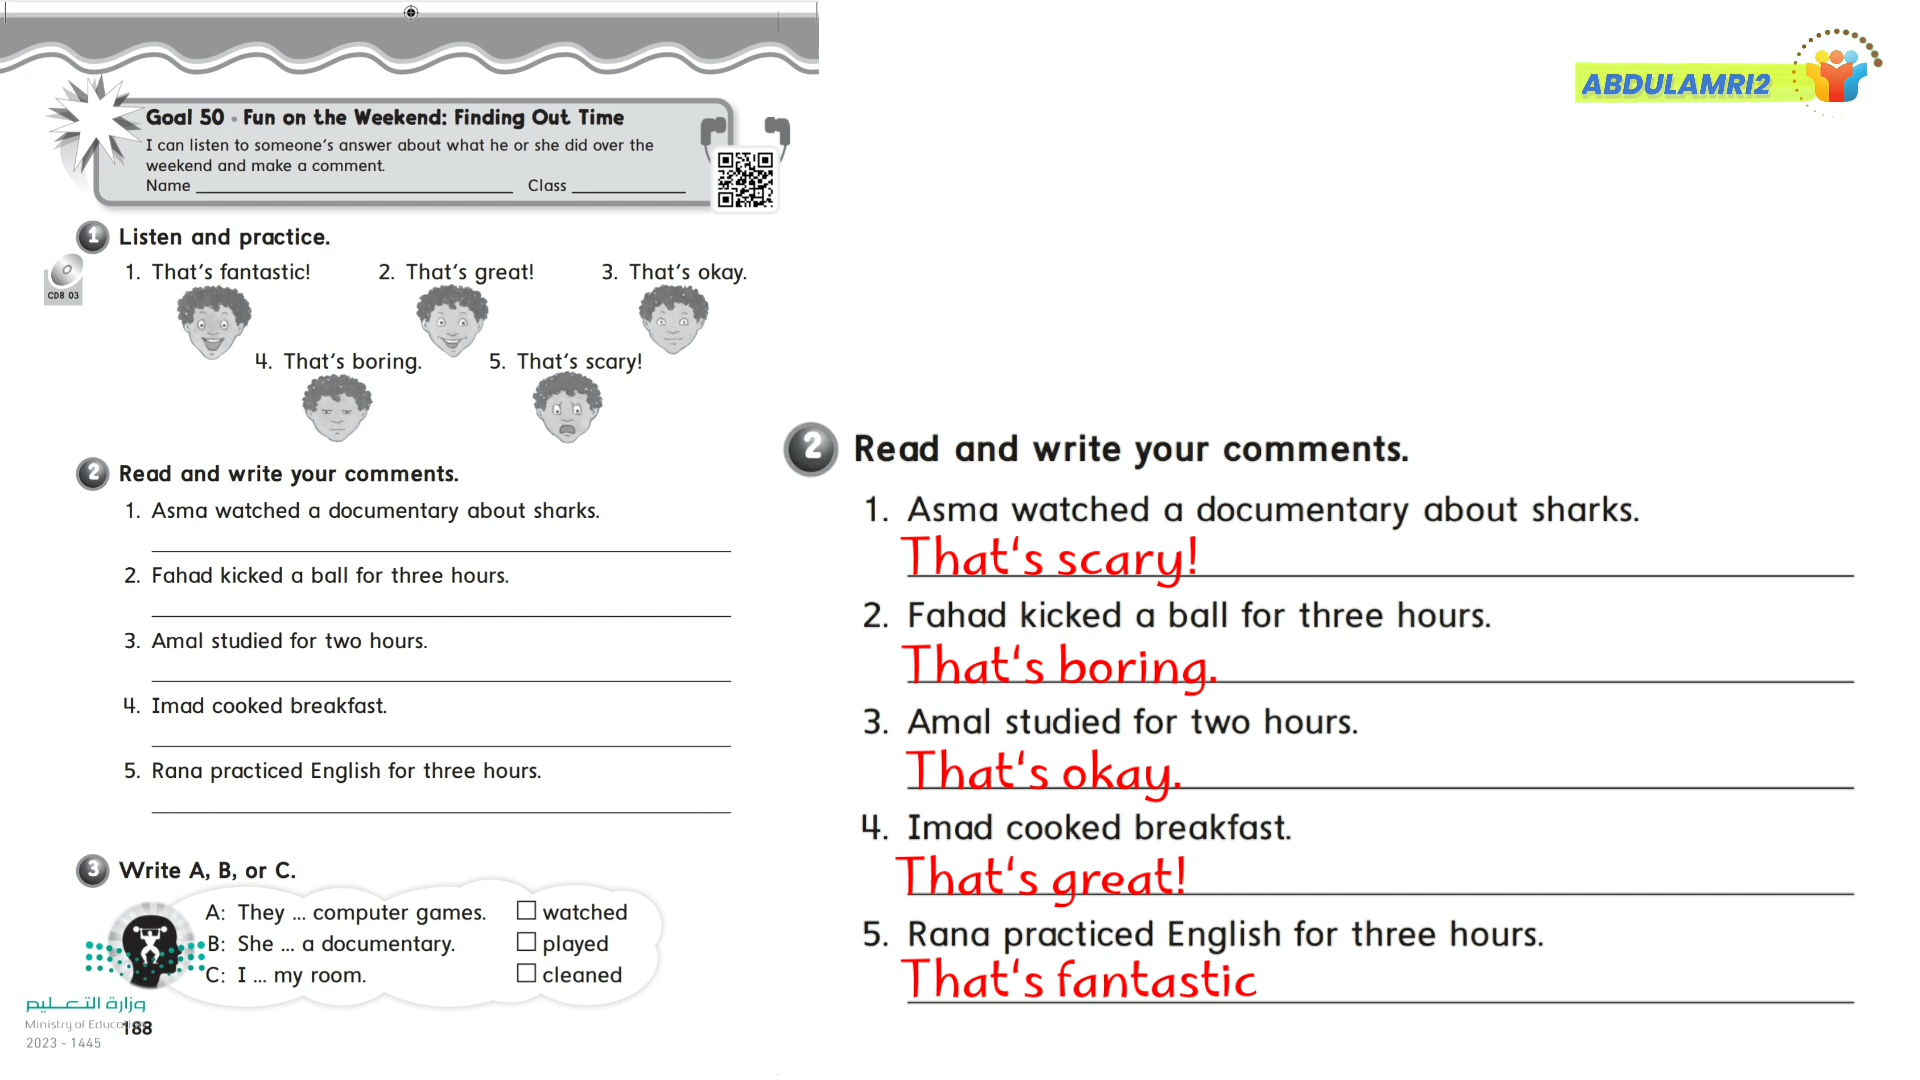 Goal 50 • Fun on the Weekend: Finding Out Time
I can listen to someone's answer about what he or she did over the
weekend and make a comment.
Name Class
1 Listen and practice.
CD8 03
1. That's fantastic! 2. That's great! 3. That's okay.
4. That's boring. 5. That's scary!
2 Read and write your comments.
1. Asma watched a documentary about sharks.
2. Fahad kicked a ball for three hours.
3. Amal studied for two hours.
4. Imad cooked breakfast.
5. Rana practiced English for three hours.
3 Write A, B, or C.
A: They ... computer games. watched
B: She ... a documentary. played
C: I ... my room. cleaned
وزارة التعليم
Ministry of Education
2023 - 1445
188
ABDULAMRI2
2 Read and write your comments.
1. Asma watched a documentary about sharks.
That's scary!
2. Fahad kicked a ball for three hours.
That's boring.
3. Amal studied for two hours.
That's okay.
4. Imad cooked breakfast.
That's great!
5. Rana practiced English for three hours.
That's fantastic